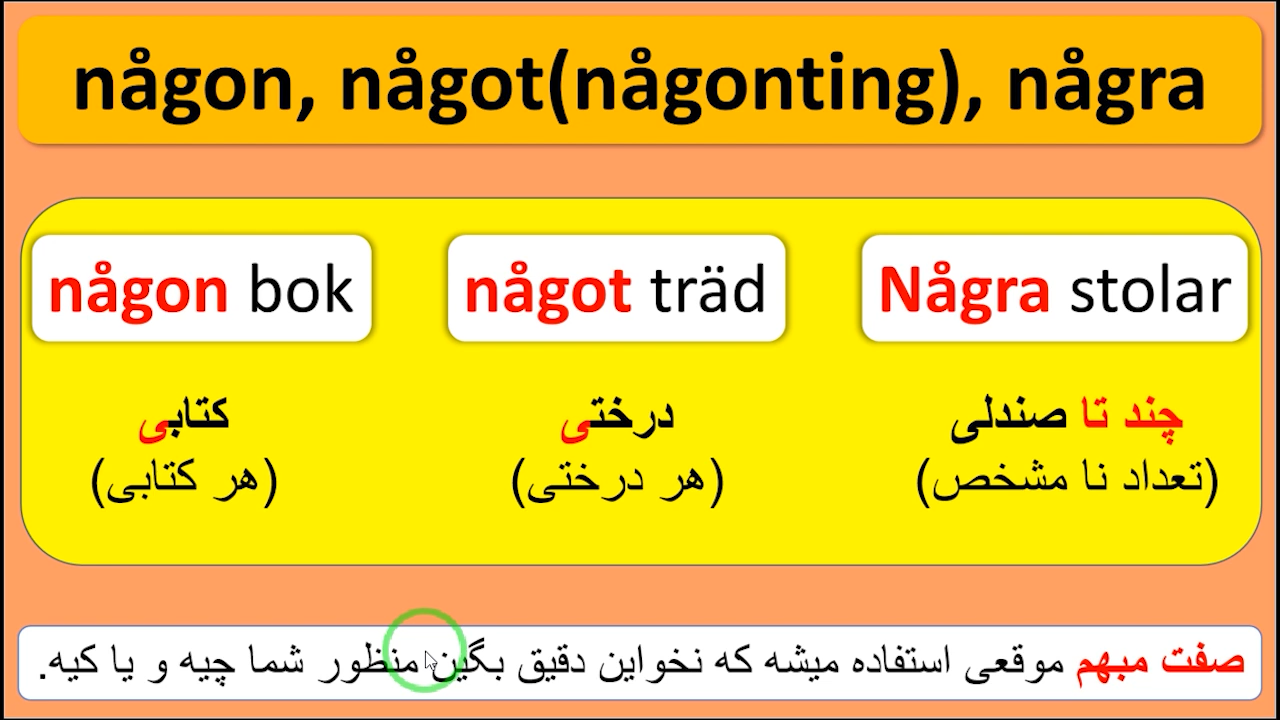 någon, något(någonting), några
någon bok
något träd
Några stolar
کتابی
درختی
چند تا صندلی
(هر کتابی)
(هر درختی)
(تعداد نا مشخص)
صفت مبهم موقعی استفاده میشه که نخواین دقیق بگین منظور شما چیه و یا کیه.